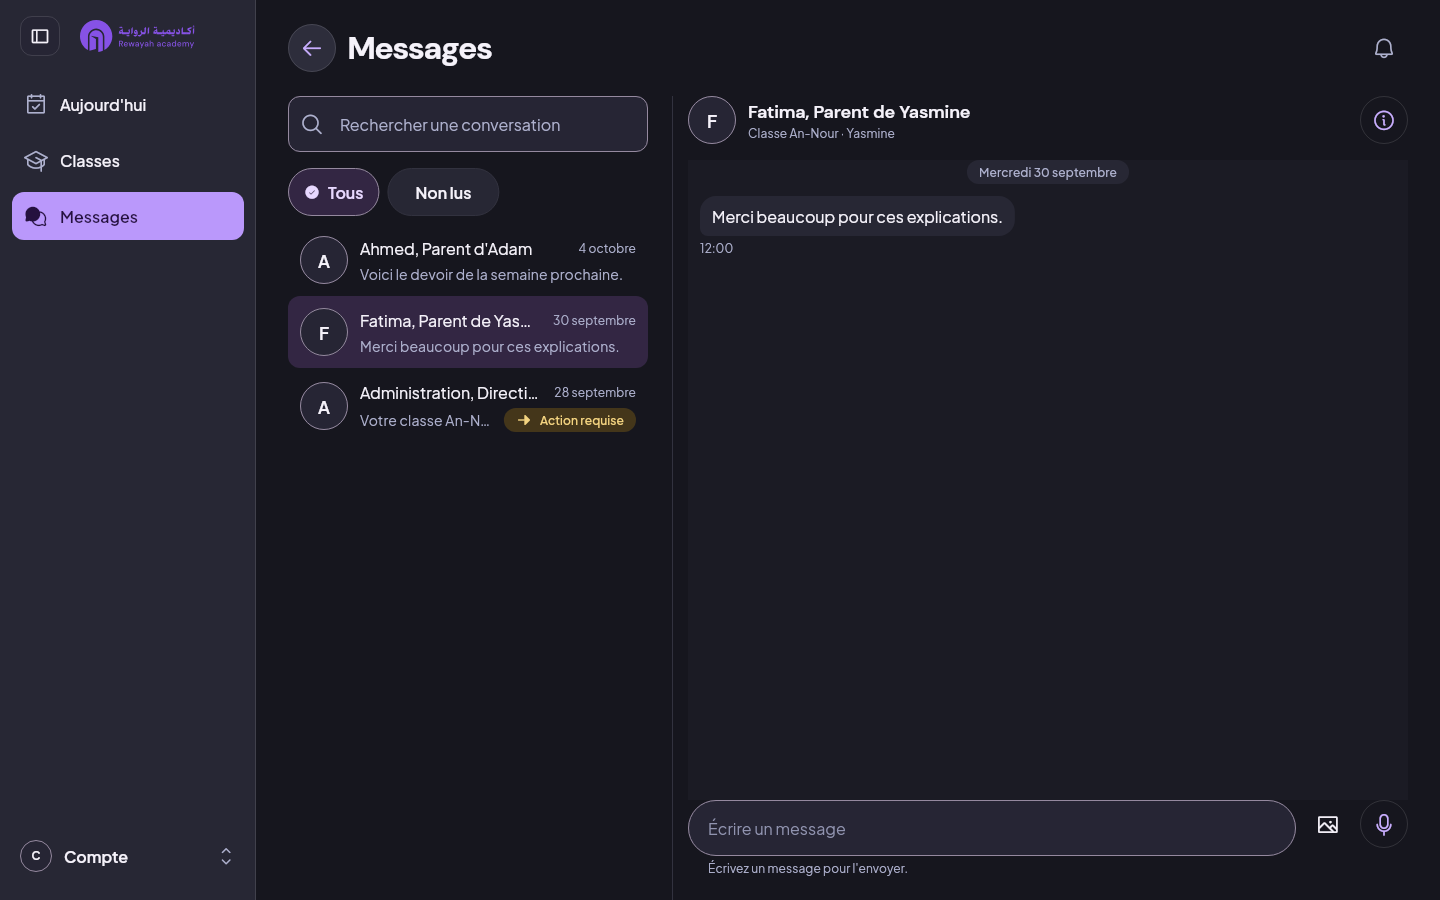 أكاديمية الرواية
Rewayah academy
Aujourd'hui
Classes
Messages
C
Compte
Messages
Rechercher une conversation
Tous
Non lus
A
Ahmed, Parent d'Adam
4 octobre
Voici le devoir de la semaine prochaine.
F
Fatima, Parent de Yas…
30 septembre
Merci beaucoup pour ces explications.
A
Administration, Directi…
28 septembre
Votre classe An-N…
Action requise
F
Fatima, Parent de Yasmine
Classe An-Nour · Yasmine
Mercredi 30 septembre
Merci beaucoup pour ces explications.
12:00
Écrire un message
Écrivez un message pour l'envoyer.